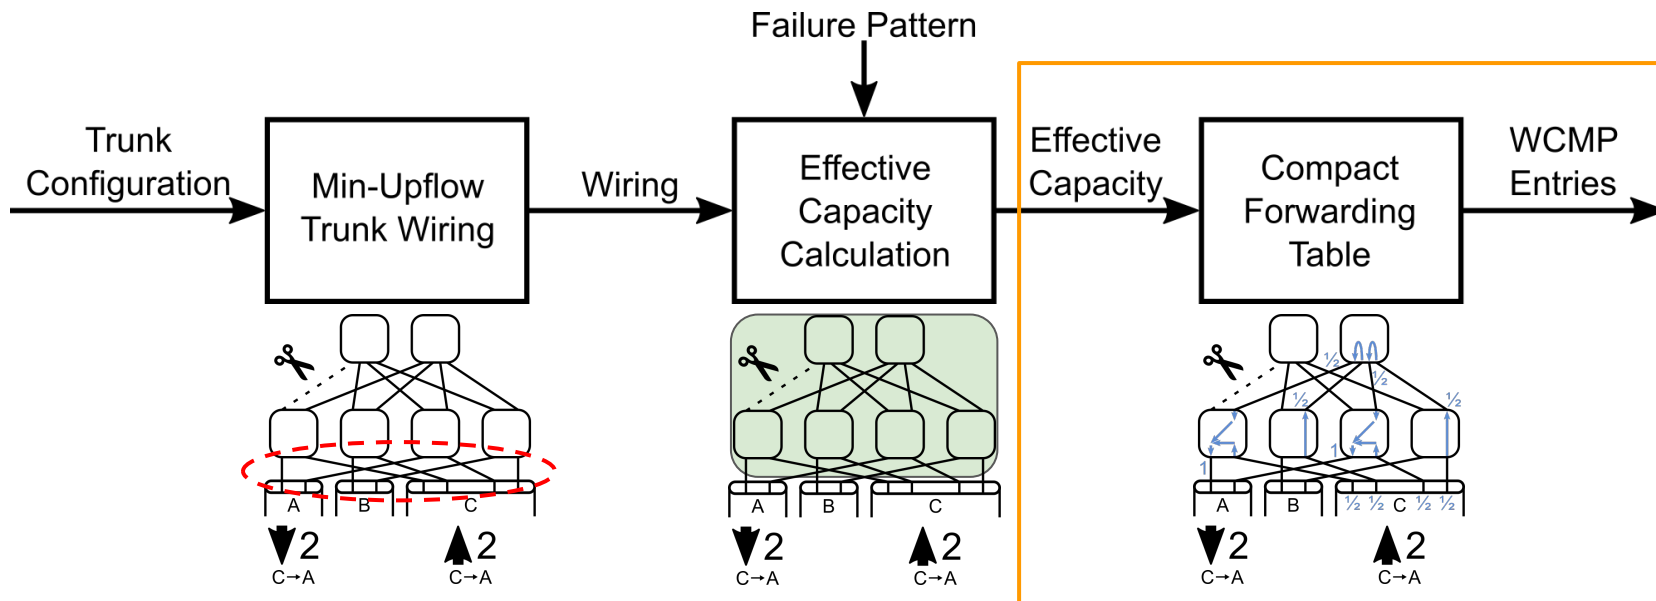 Failure Pattern
Trunk
Configuration
Min-Upflow
Trunk Wiring
Wiring
Effective
Capacity
Calculation
Effective
Capacity
Compact
Forwarding
Table
WCMP
Entries
A B C
2 2
C→A C→A
A B C
2 2
C→A C→A
½ ½
½ ½
1 1
A B C
½ ½ ½ ½
2 2
C→A C→A